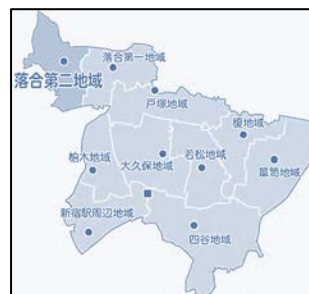 落合第一地域
落合第二地域
戸塚地域
榎地域
柏木地域
大久保地域
若松地域
箪笥地域
新宿駅周辺地域
四谷地域